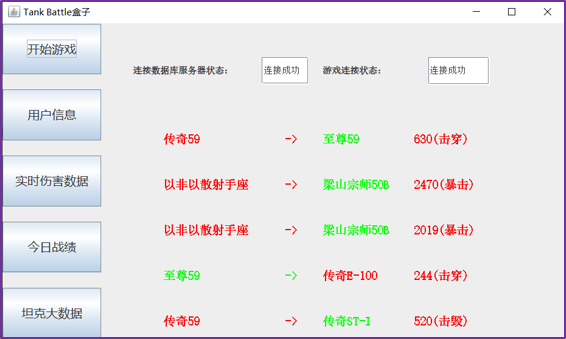 Tank Battle盒子
开始游戏
连接数据库服务器状态： 连接成功 游戏连接状态： 连接成功
用户信息
传奇59 -> 至尊59 630(击穿)
实时伤害数据
以非以散射手座 -> 梁山宗师50B 2470(暴击)
今日战绩
以非以散射手座 -> 梁山宗师50B 2019(暴击)
至尊59 -> 传奇E-100 244(击穿)
坦克大数据
传奇59 -> 传奇ST-I 520(击毁)